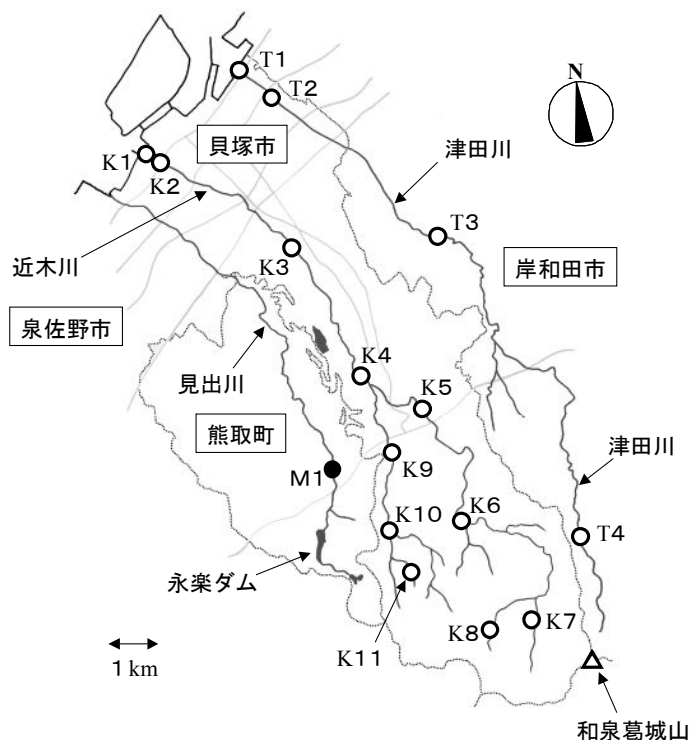 T1
T2
N
貝塚市
津田川
K1
K2
T3
近木川
K3
岸和田市
泉佐野市
見出川
K4
K5
熊取町
K9
津田川
M1
K10
K6
T4
永楽ダム
K11
K8
K7
1 km
和泉葛城山